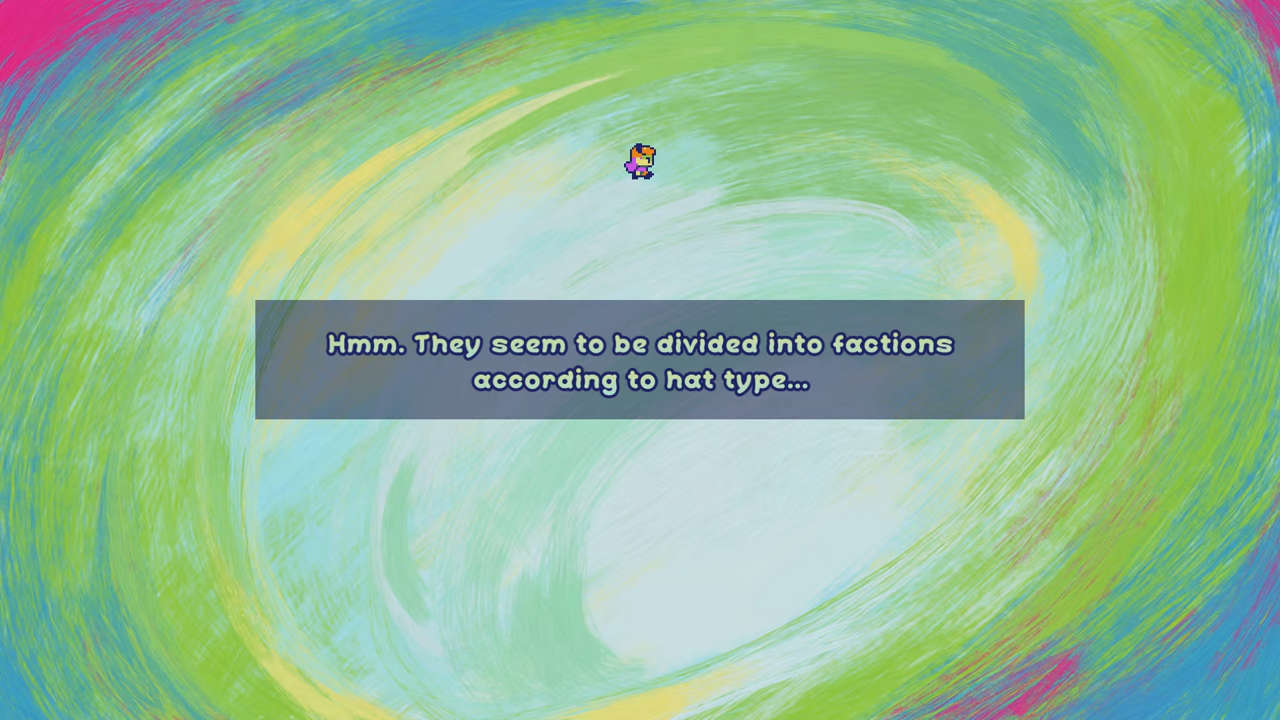 Hmm. They seem to be divided into factions
according to hat type...